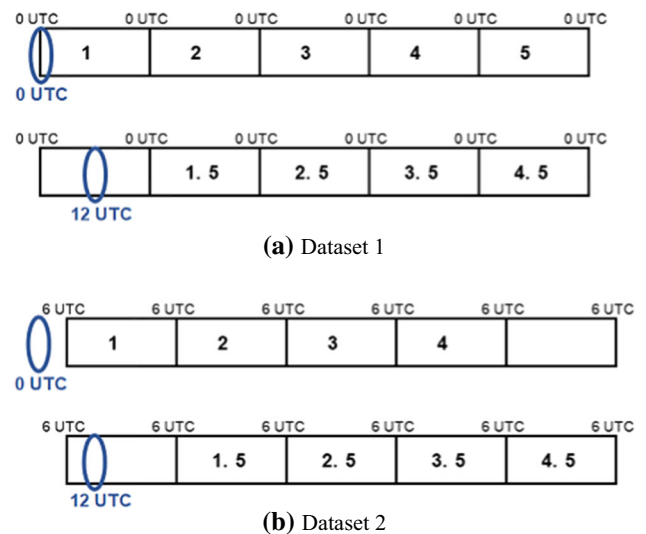 0 UTC 0 UTC 0 UTC 0 UTC 0 UTC 0 UTC
1 2 3 4 5
0 UTC
0 UTC 0 UTC 0 UTC 0 UTC 0 UTC 0 UTC
1. 5 2. 5 3. 5 4. 5
12 UTC
(a) Dataset 1
6 UTC 6 UTC 6 UTC 6 UTC 6 UTC 6 UTC
1 2 3 4
0 UTC
6 UTC 6 UTC 6 UTC 6 UTC 6 UTC 6 UTC
1. 5 2. 5 3. 5 4. 5
12 UTC
(b) Dataset 2